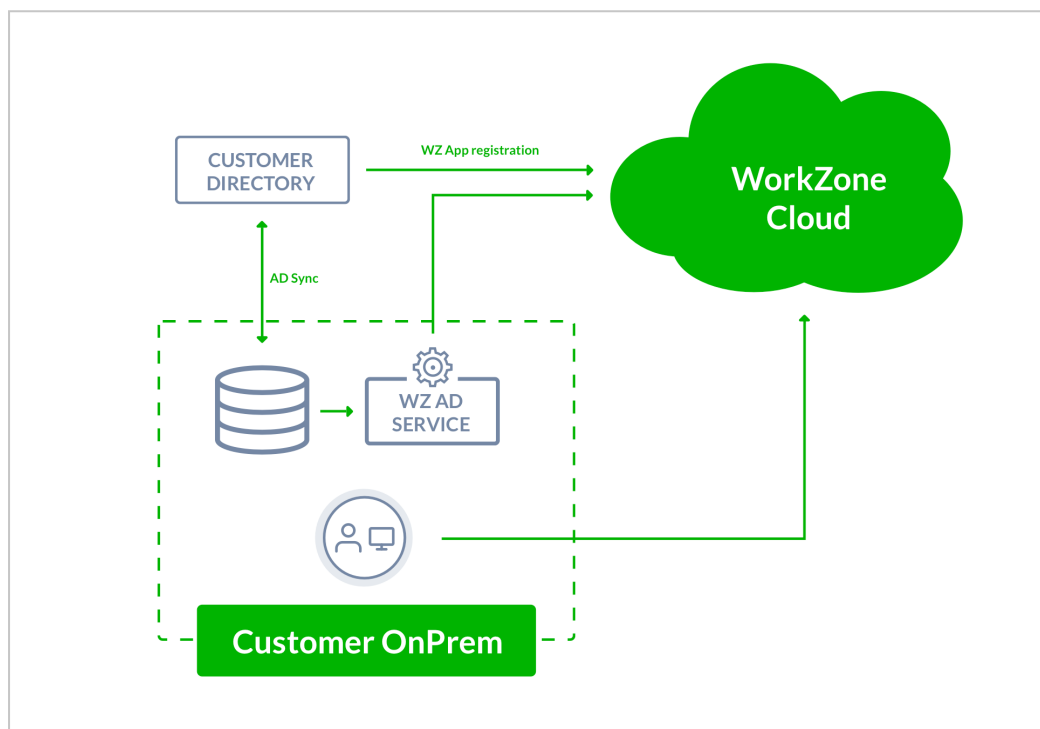 CUSTOMER
DIRECTORY
WZ App registration
WorkZone
Cloud
AD Sync
WZ AD
SERVICE
Customer OnPrem